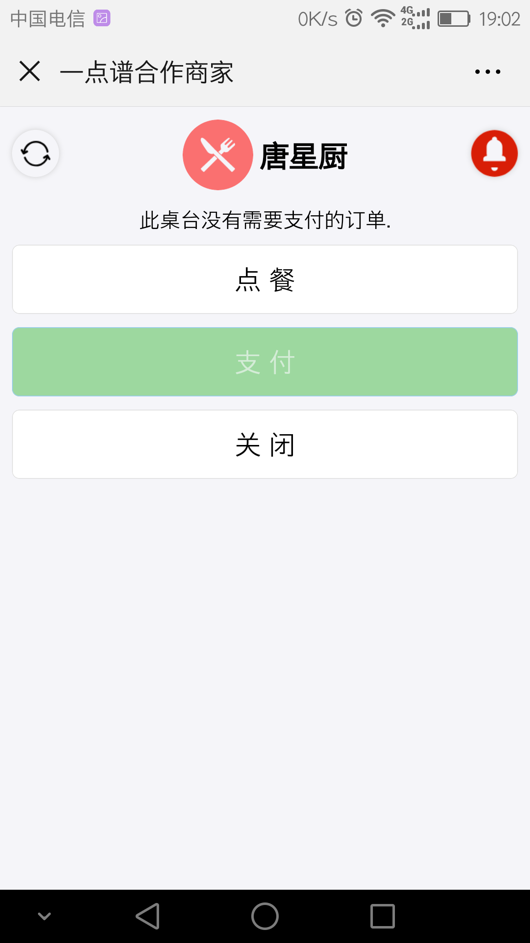 中国电信 0K/s 4G 2G 19:02
一点谱合作商家
唐星厨
此桌台没有需要支付的订单.
点 餐
支 付
关 闭